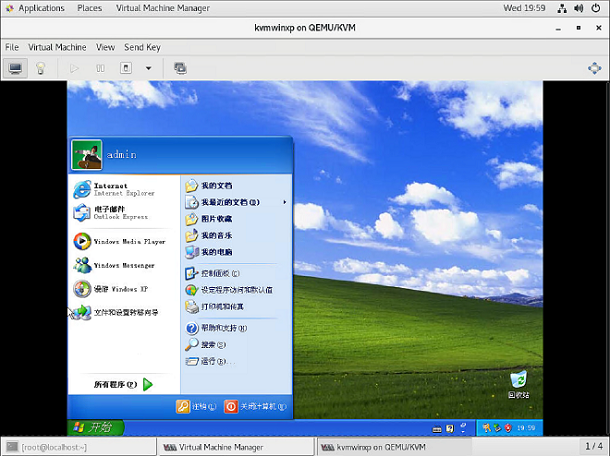 Applications Places Virtual Machine Manager Wed 19:59
kvmwinxp on QEMU/KVM
File Virtual Machine View Send Key
admin
Internet
Internet Explorer
电子邮件
Outlook Express
Windows Media Player
Windows Messenger
漫游 Windows XP
文件和设置转移向导
所有程序(P)
我的文档
我最近的文档(D)
图片收藏
我的音乐
我的电脑
控制面板(C)
设定程序访问和默认值
打印机和传真
帮助和支持(H)
搜索(S)
运行(R)...
注销(L)
关闭计算机(U)
回收站
开始
19:59
[root@localhost:~]
Virtual Machine Manager
kvmwinxp on QEMU/KVM
1 / 4